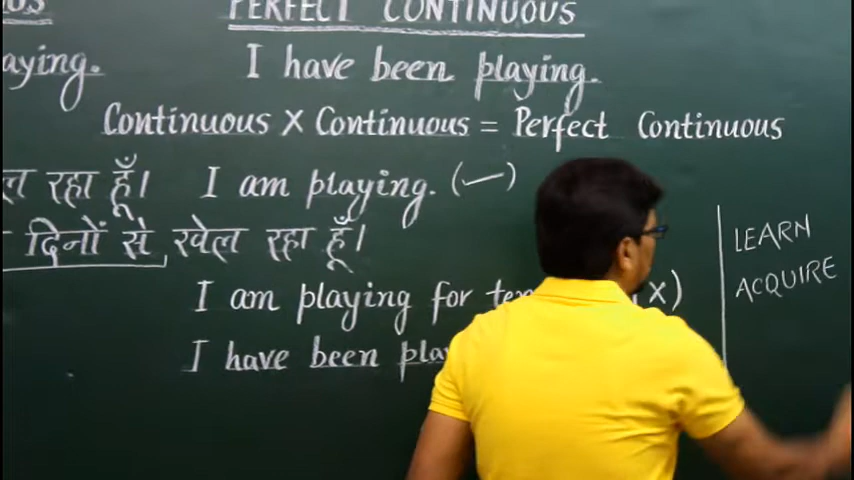 PERFECT CONTINUOUS
aying.
I have been playing.
Continuous x Continuous = Perfect Continuous
रहा हूँ। I am playing. (✓)
दिनों से खेल रहा हूँ।
I am playing for x)
I have been
LEARN
ACQUIRE